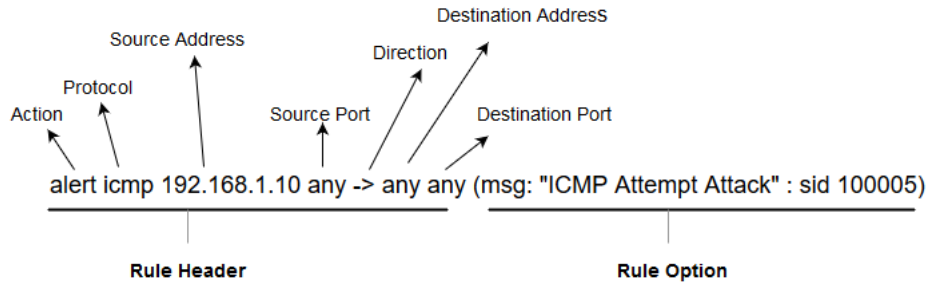 Destination Address
Source Address
Direction
Protocol
Action
Source Port
Destination Port
alert icmp 192.168.1.10 any -> any any (msg: "ICMP Attempt Attack" : sid 100005)
Rule Header
Rule Option